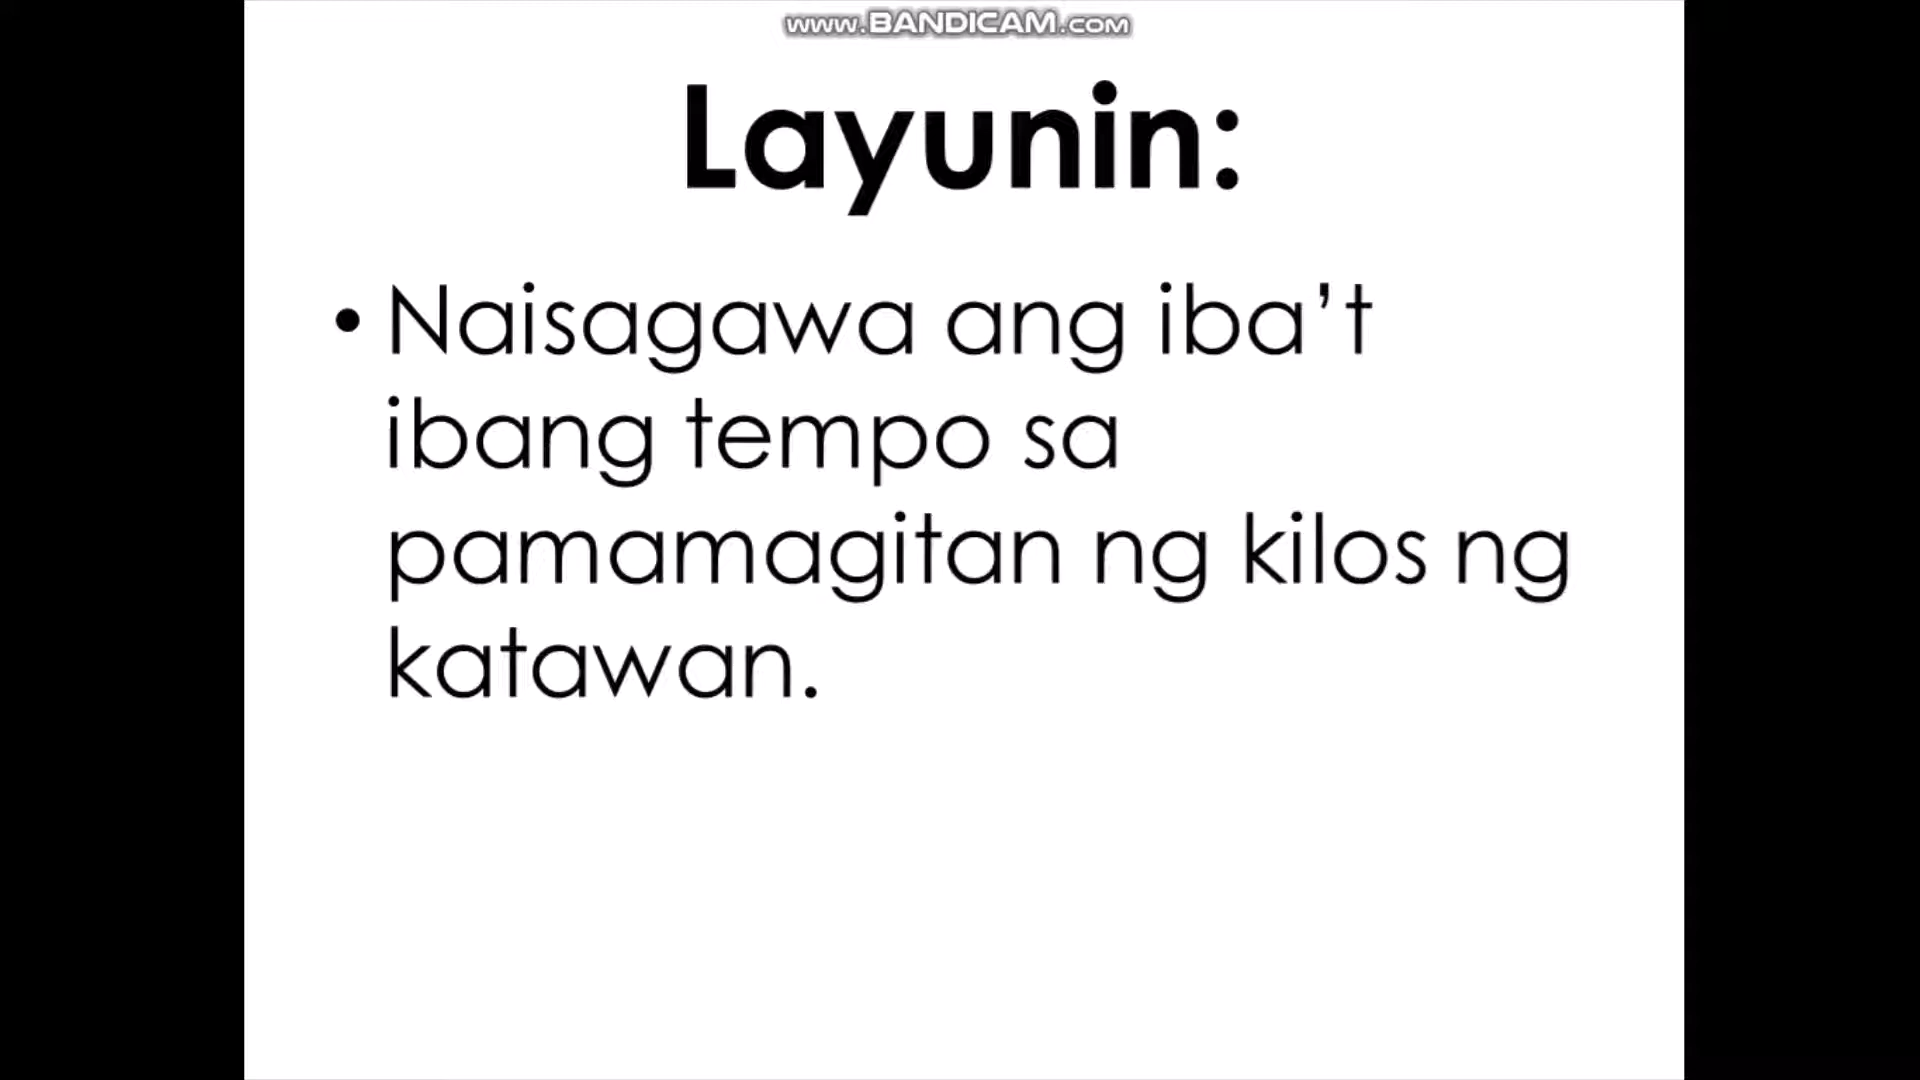 www.BANDICAM.com
Layunin:
• Naisagawa ang iba’t
ibang tempo sa
pamamagitan ng kilos ng
katawan.